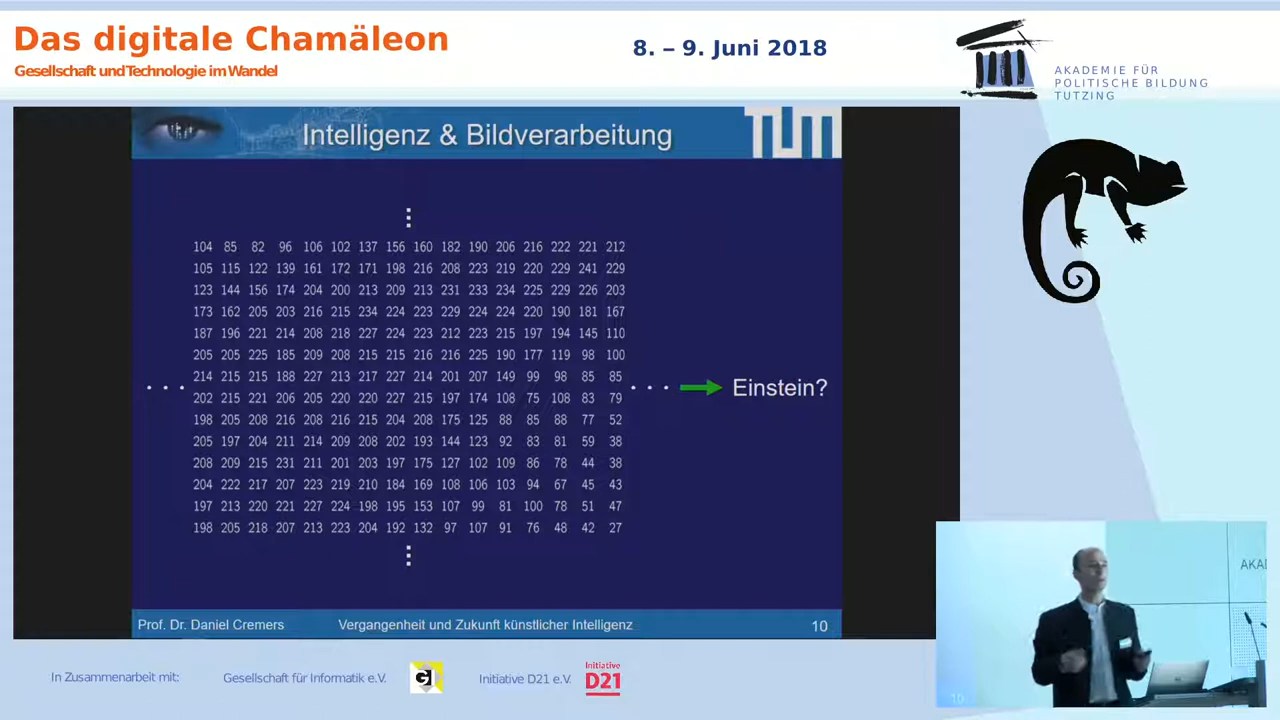 Das digitale Chamäleon
Gesellschaft und Technologie im Wandel
8. – 9. Juni 2018
AKADEMIE FÜR
POLITISCHE BILDUNG
TUTZING
Intelligenz & Bildverarbeitung
TUM
104 85 82 96 106 102 137 156 160 182 190 206 216 222 221 212
105 115 122 139 161 172 171 198 216 208 223 219 220 229 241 229
123 144 156 174 204 200 213 209 213 231 233 234 225 229 226 203
173 162 205 203 216 215 234 224 223 229 224 224 220 190 181 167
187 196 221 214 208 218 227 224 223 212 223 215 197 194 145 110
205 205 225 185 209 208 215 215 216 216 225 190 177 119 98 100
214 215 215 188 227 213 217 227 214 201 207 149 99 98 85 85
... ... Einstein?
202 215 221 206 205 220 220 227 215 197 174 108 75 108 83 79
198 205 208 216 208 216 215 204 208 175 125 88 85 88 77 52
205 197 204 211 214 209 208 202 193 144 123 92 83 81 59 38
208 209 215 231 211 201 203 197 175 127 102 109 86 78 44 38
204 222 217 207 223 219 210 184 169 108 106 103 94 67 45 43
197 213 220 221 227 224 198 195 153 107 99 81 100 78 51 47
198 205 218 207 213 223 204 192 132 97 107 91 76 48 42 27
Prof. Dr. Daniel Cremers Vergangenheit und Zukunft künstlicher Intelligenz 10
AKA
10
In Zusammenarbeit mit: Gesellschaft für Informatik e.V. GI Initiative D21 e.V. Initiative
D21